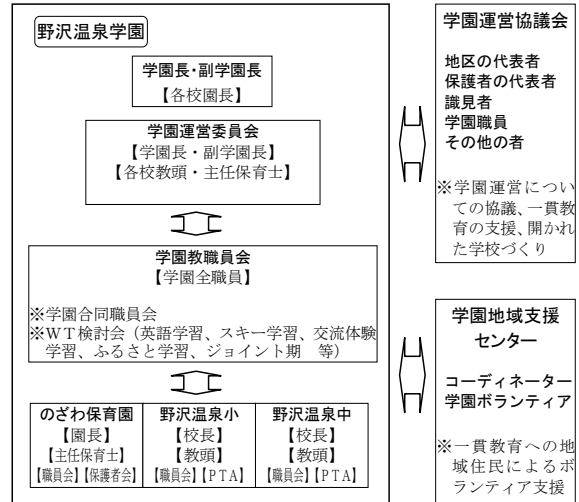 野沢温泉学園
学園長・副学園長
【各校園長】
学園運営委員会
【学園長・副学園長】
【各校教頭・主任保育士】
学園教職員会
【学園全職員】
※学園合同職員会
※WT検討会(英語学習、スキー学習、交流体験
学習、ふるさと学習、ジョイント期 等)
のざわ保育園
【園長】
【主任保育士】
【職員会】【保護者会】
野沢温泉小
【校長】
【教頭】
【職員会】【PTA】
野沢温泉中
【校長】
【教頭】
【職員会】【PTA】
学園運営協議会
地区の代表者
保護者の代表者
識見者
学園職員
その他の者
※学園運営につい
ての協議、一貫教
育の支援、開かれ
た学校づくり
学園地域支援
センター
コーディネーター
学園ボランティア
※一貫教育への地
域住民によるボ
ランティア支援